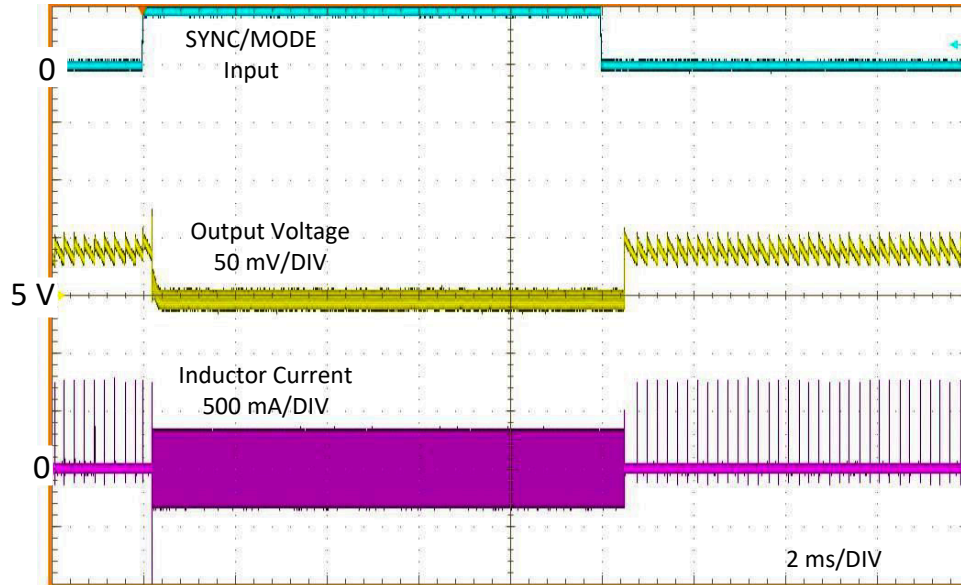 SYNC/MODE
Input
0
Output Voltage
50 mV/DIV
5 V
Inductor Current
500 mA/DIV
0
2 ms/DIV